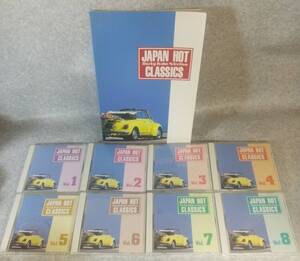 JAPAN HOT
CLASSICS
JAPAN HOT
CLASSICS
Vol. 1
JAPAN HOT
CLASSICS
Vol. 2
JAPAN HOT
CLASSICS
Vol. 3
JAPAN HOT
CLASSICS
Vol. 4
JAPAN HOT
CLASSICS
Vol. 5
JAPAN HOT
CLASSICS
Vol. 6
JAPAN HOT
CLASSICS
Vol. 7
JAPAN HOT
CLASSICS
Vol. 8